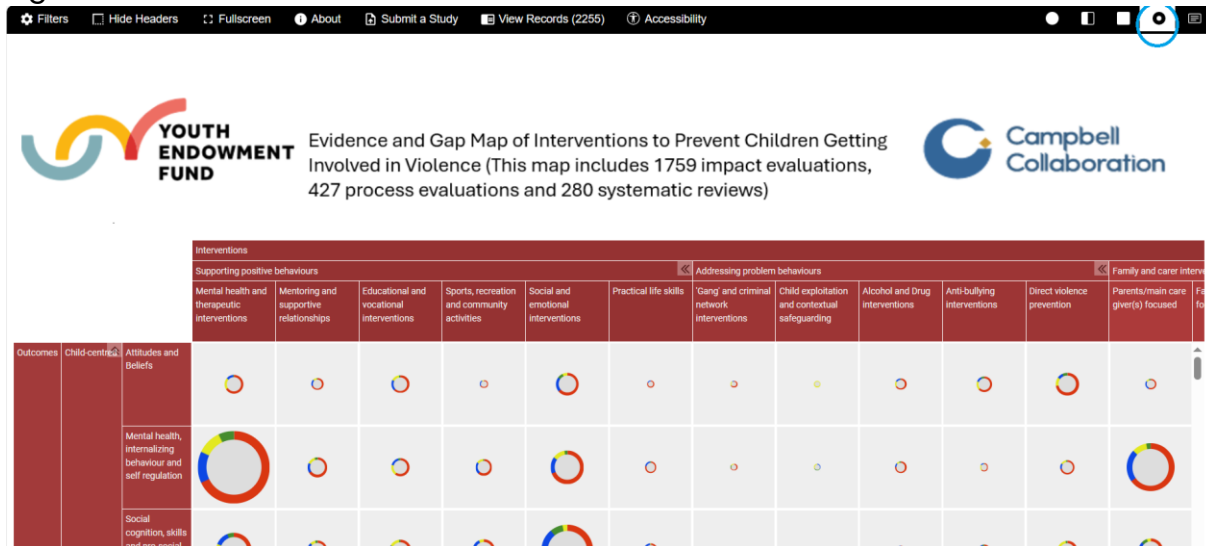 Filters Hide Headers Fullscreen About Submit a Study View Records (2255) Accessibility
YOUTH
ENDOWMENT
FUND
Evidence and Gap Map of Interventions to Prevent Children Getting
Involved in Violence (This map includes 1759 impact evaluations,
427 process evaluations and 280 systematic reviews)
Campbell
Collaboration
Interventions
Supporting positive behaviours
Addressing problem behaviours
Mental health and
therapeutic
interventions
Mentoring and
supportive
relationships
Educational and
vocational
interventions
Sports, recreation
and community
activities
Social and
emotional
interventions
Practical life skills
'Gang' and criminal
network
interventions
Child exploitation
and contextual
safeguarding
Alcohol and Drug
interventions
Anti-bullying
interventions
Direct violence
prevention
Family and carer interve
Parents/main care
giver(s) focused
Outcomes
Attitudes and
Beliefs
Mental health,
internalizing
behaviour and
self regulation
Social
cognition, skills